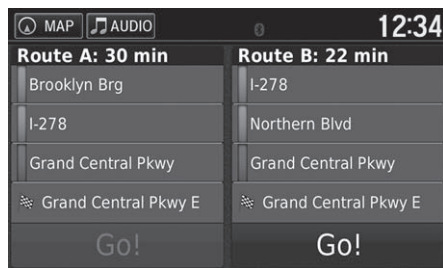 MAP AUDIO 12:34
Route A: 30 min Route B: 22 min
Brooklyn Brg I-278
I-278 Northern Blvd
Grand Central Pkwy Grand Central Pkwy
Grand Central Pkwy E Grand Central Pkwy E
Go! Go!